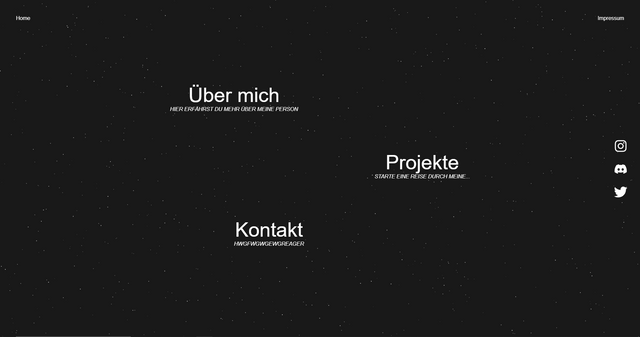 Home
Impressum
Über mich
HIER ERFÄHRST DU MEHR ÜBER MEINE PERSON
Projekte
STARTE EINE REISE DURCH MEINE...
Kontakt
HWGFWGWGEWGREAGER